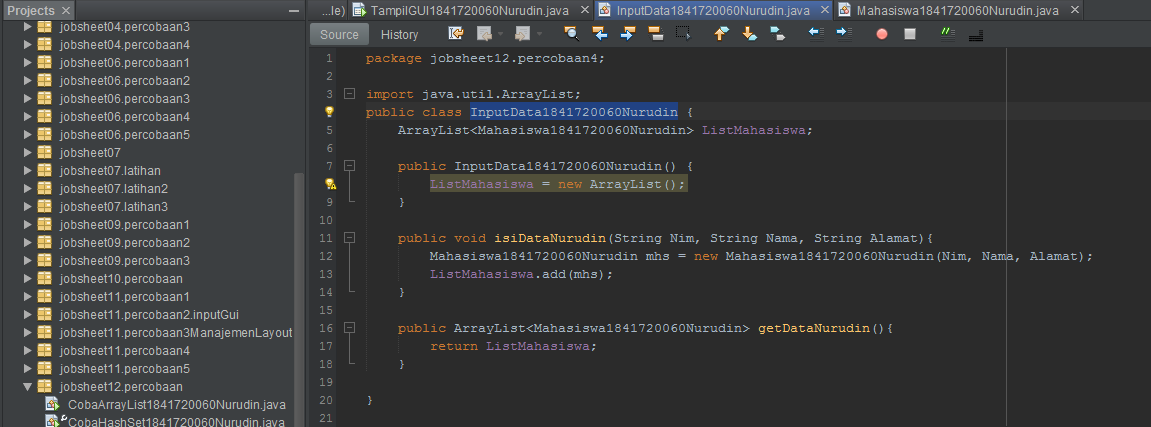 Projects
jobsheet04.percobaan3
jobsheet04.percobaan4
jobsheet06.percobaan1
jobsheet06.percobaan2
jobsheet06.percobaan3
jobsheet06.percobaan4
jobsheet06.percobaan5
jobsheet07
jobsheet07.latihan
jobsheet07.latihan2
jobsheet07.latihan3
jobsheet09.percobaan1
jobsheet09.percobaan2
jobsheet09.percobaan3
jobsheet10.percobaan
jobsheet11.percobaan1
jobsheet11.percobaan2.inputGui
jobsheet11.percobaan3ManajemenLayout
jobsheet11.percobaan4
jobsheet11.percobaan5
jobsheet12.percobaan
CobaArrayList1841720060Nurudin.java
CobaHashSet1841720060Nurudin.java
...le) TampilGUI1841720060Nurudin.java InputData1841720060Nurudin.java Mahasiswa1841720060Nurudin.java
Source History
1 package jobsheet12.percobaan4;
2
3 import java.util.ArrayList;
public class InputData1841720060Nurudin {
5 ArrayList<Mahasiswa1841720060Nurudin> ListMahasiswa;
6
7 public InputData1841720060Nurudin() {
ListMahasiswa = new ArrayList();
9 }
10
11 public void isiDataNurudin(String Nim, String Nama, String Alamat){
12 Mahasiswa1841720060Nurudin mhs = new Mahasiswa1841720060Nurudin(Nim, Nama, Alamat);
13 ListMahasiswa.add(mhs);
14 }
15
16 public ArrayList<Mahasiswa1841720060Nurudin> getDataNurudin(){
17 return ListMahasiswa;
18 }
19
20 }
21